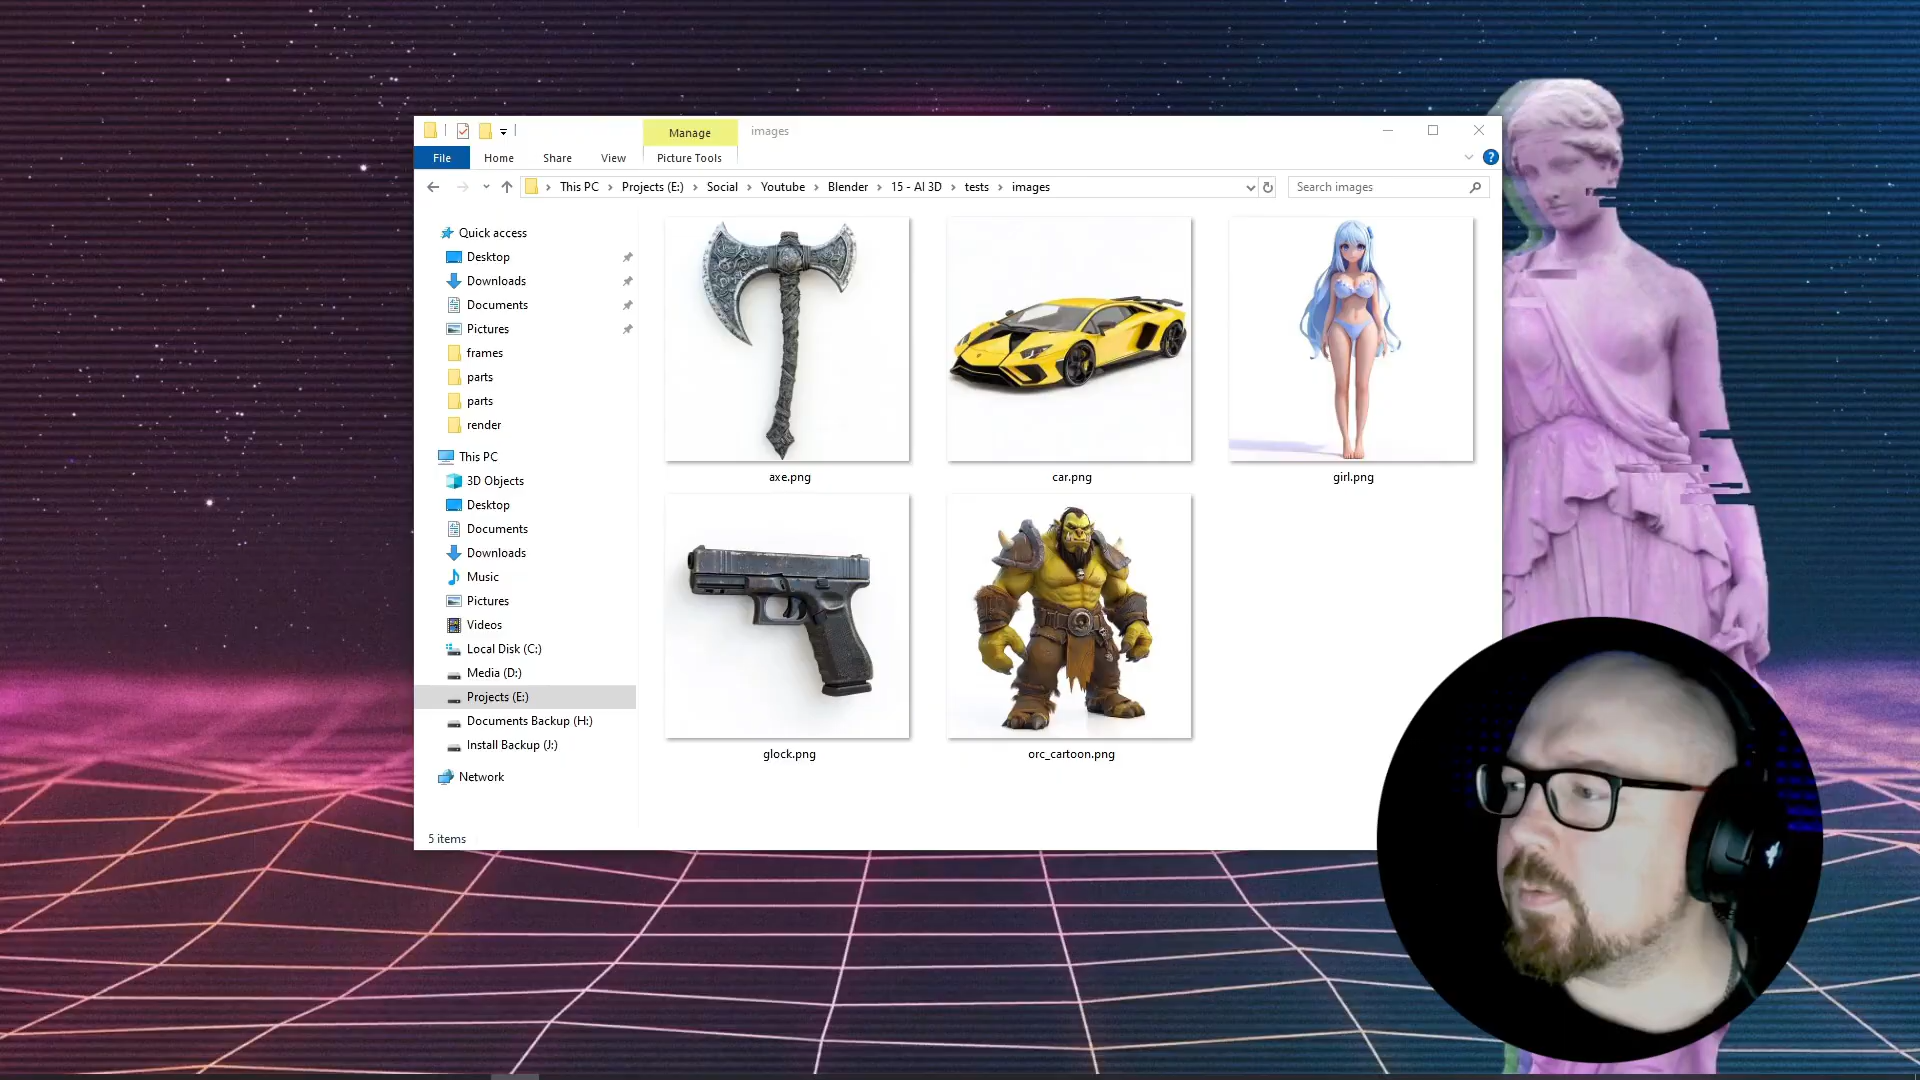 Manage
images
File
Home
Share
View
Picture Tools
This PC
Projects (E:)
Social
Youtube
Blender
15 - AI 3D
tests
images
Search images
Quick access
Desktop
Downloads
Documents
Pictures
frames
parts
parts
render
This PC
3D Objects
Desktop
Documents
Downloads
Music
Pictures
Videos
Local Disk (C:)
Media (D:)
Projects (E:)
Documents Backup (H:)
Install Backup (J:)
Network
axe.png
car.png
girl.png
glock.png
orc_cartoon.png
5 items